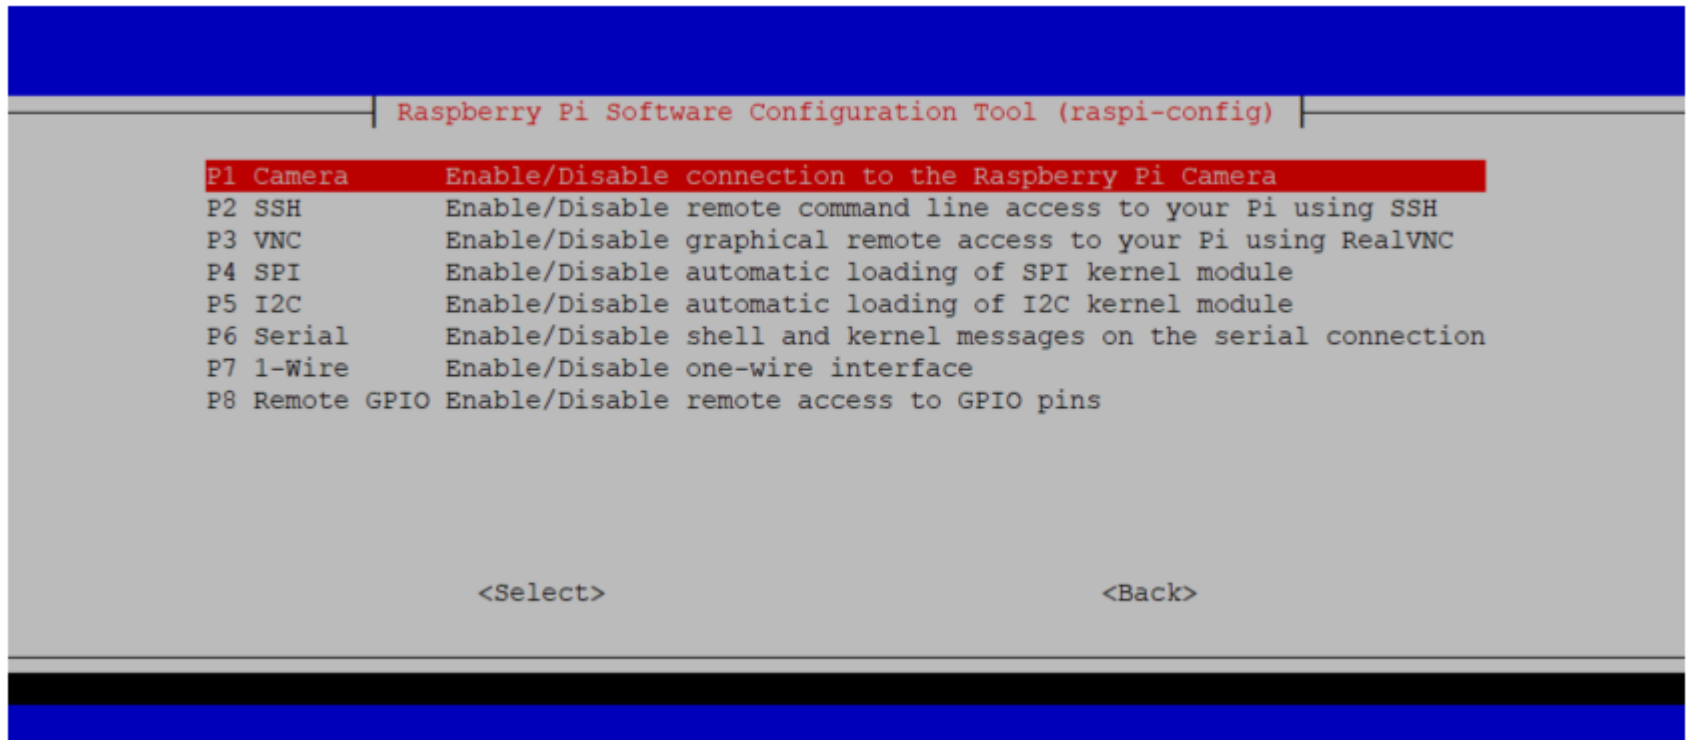 Raspberry Pi Software Configuration Tool (raspi-config)
P1 Camera Enable/Disable connection to the Raspberry Pi Camera
P2 SSH Enable/Disable remote command line access to your Pi using SSH
P3 VNC Enable/Disable graphical remote access to your Pi using RealVNC
P4 SPI Enable/Disable automatic loading of SPI kernel module
P5 I2C Enable/Disable automatic loading of I2C kernel module
P6 Serial Enable/Disable shell and kernel messages on the serial connection
P7 1-Wire Enable/Disable one-wire interface
P8 Remote GPIO Enable/Disable remote access to GPIO pins
<Select> <Back>